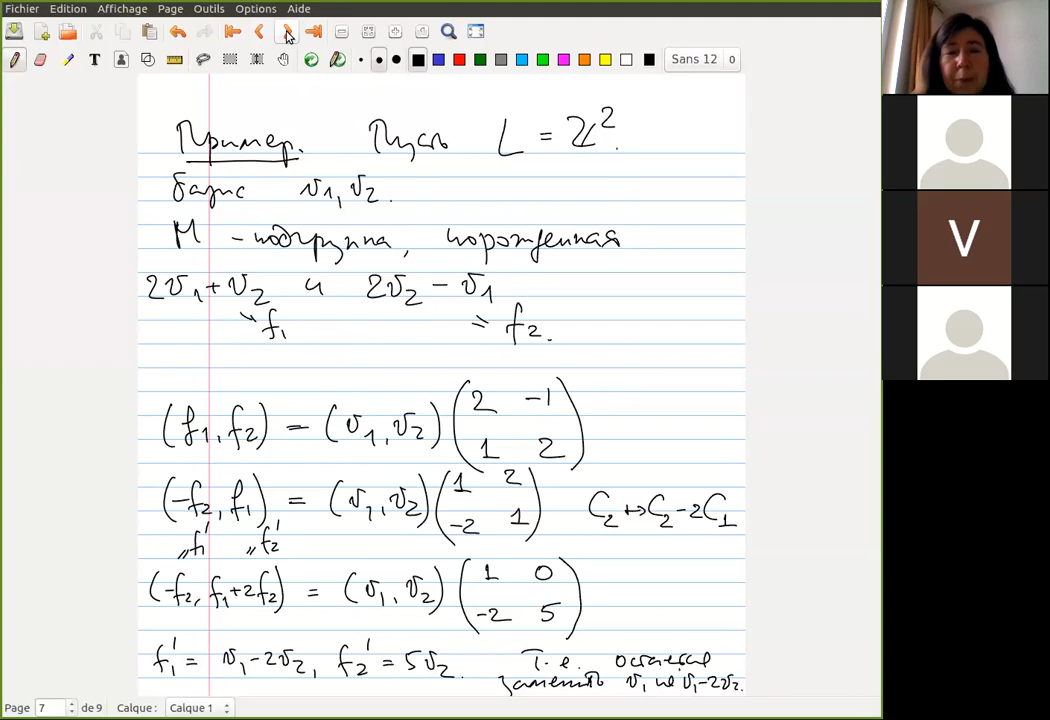 Fichier Edition Affichage Page Outils Options Aide
Sans 12 0
Пример. Пусть L = ℤ².
базис v1, v2.
M - подгруппа, порожденная
2v1 + v2 и 2v2 - v1
= f1 = f2.
(f1, f2) = (v1, v2) (2 -1
1 2)
(-f2, f1) = (v1, v2) (1 2
-2 1) C2 ↦ C2 - 2C1
"f1' "f2'
(-f2, f1 + 2f2) = (v1, v2) (1 0
-2 5)
f1' = v1 - 2v2, f2' = 5v2. Т.е. остается
заменить v1 на v1 - 2v2.
V
Page 7 de 9 Calque : Calque 1